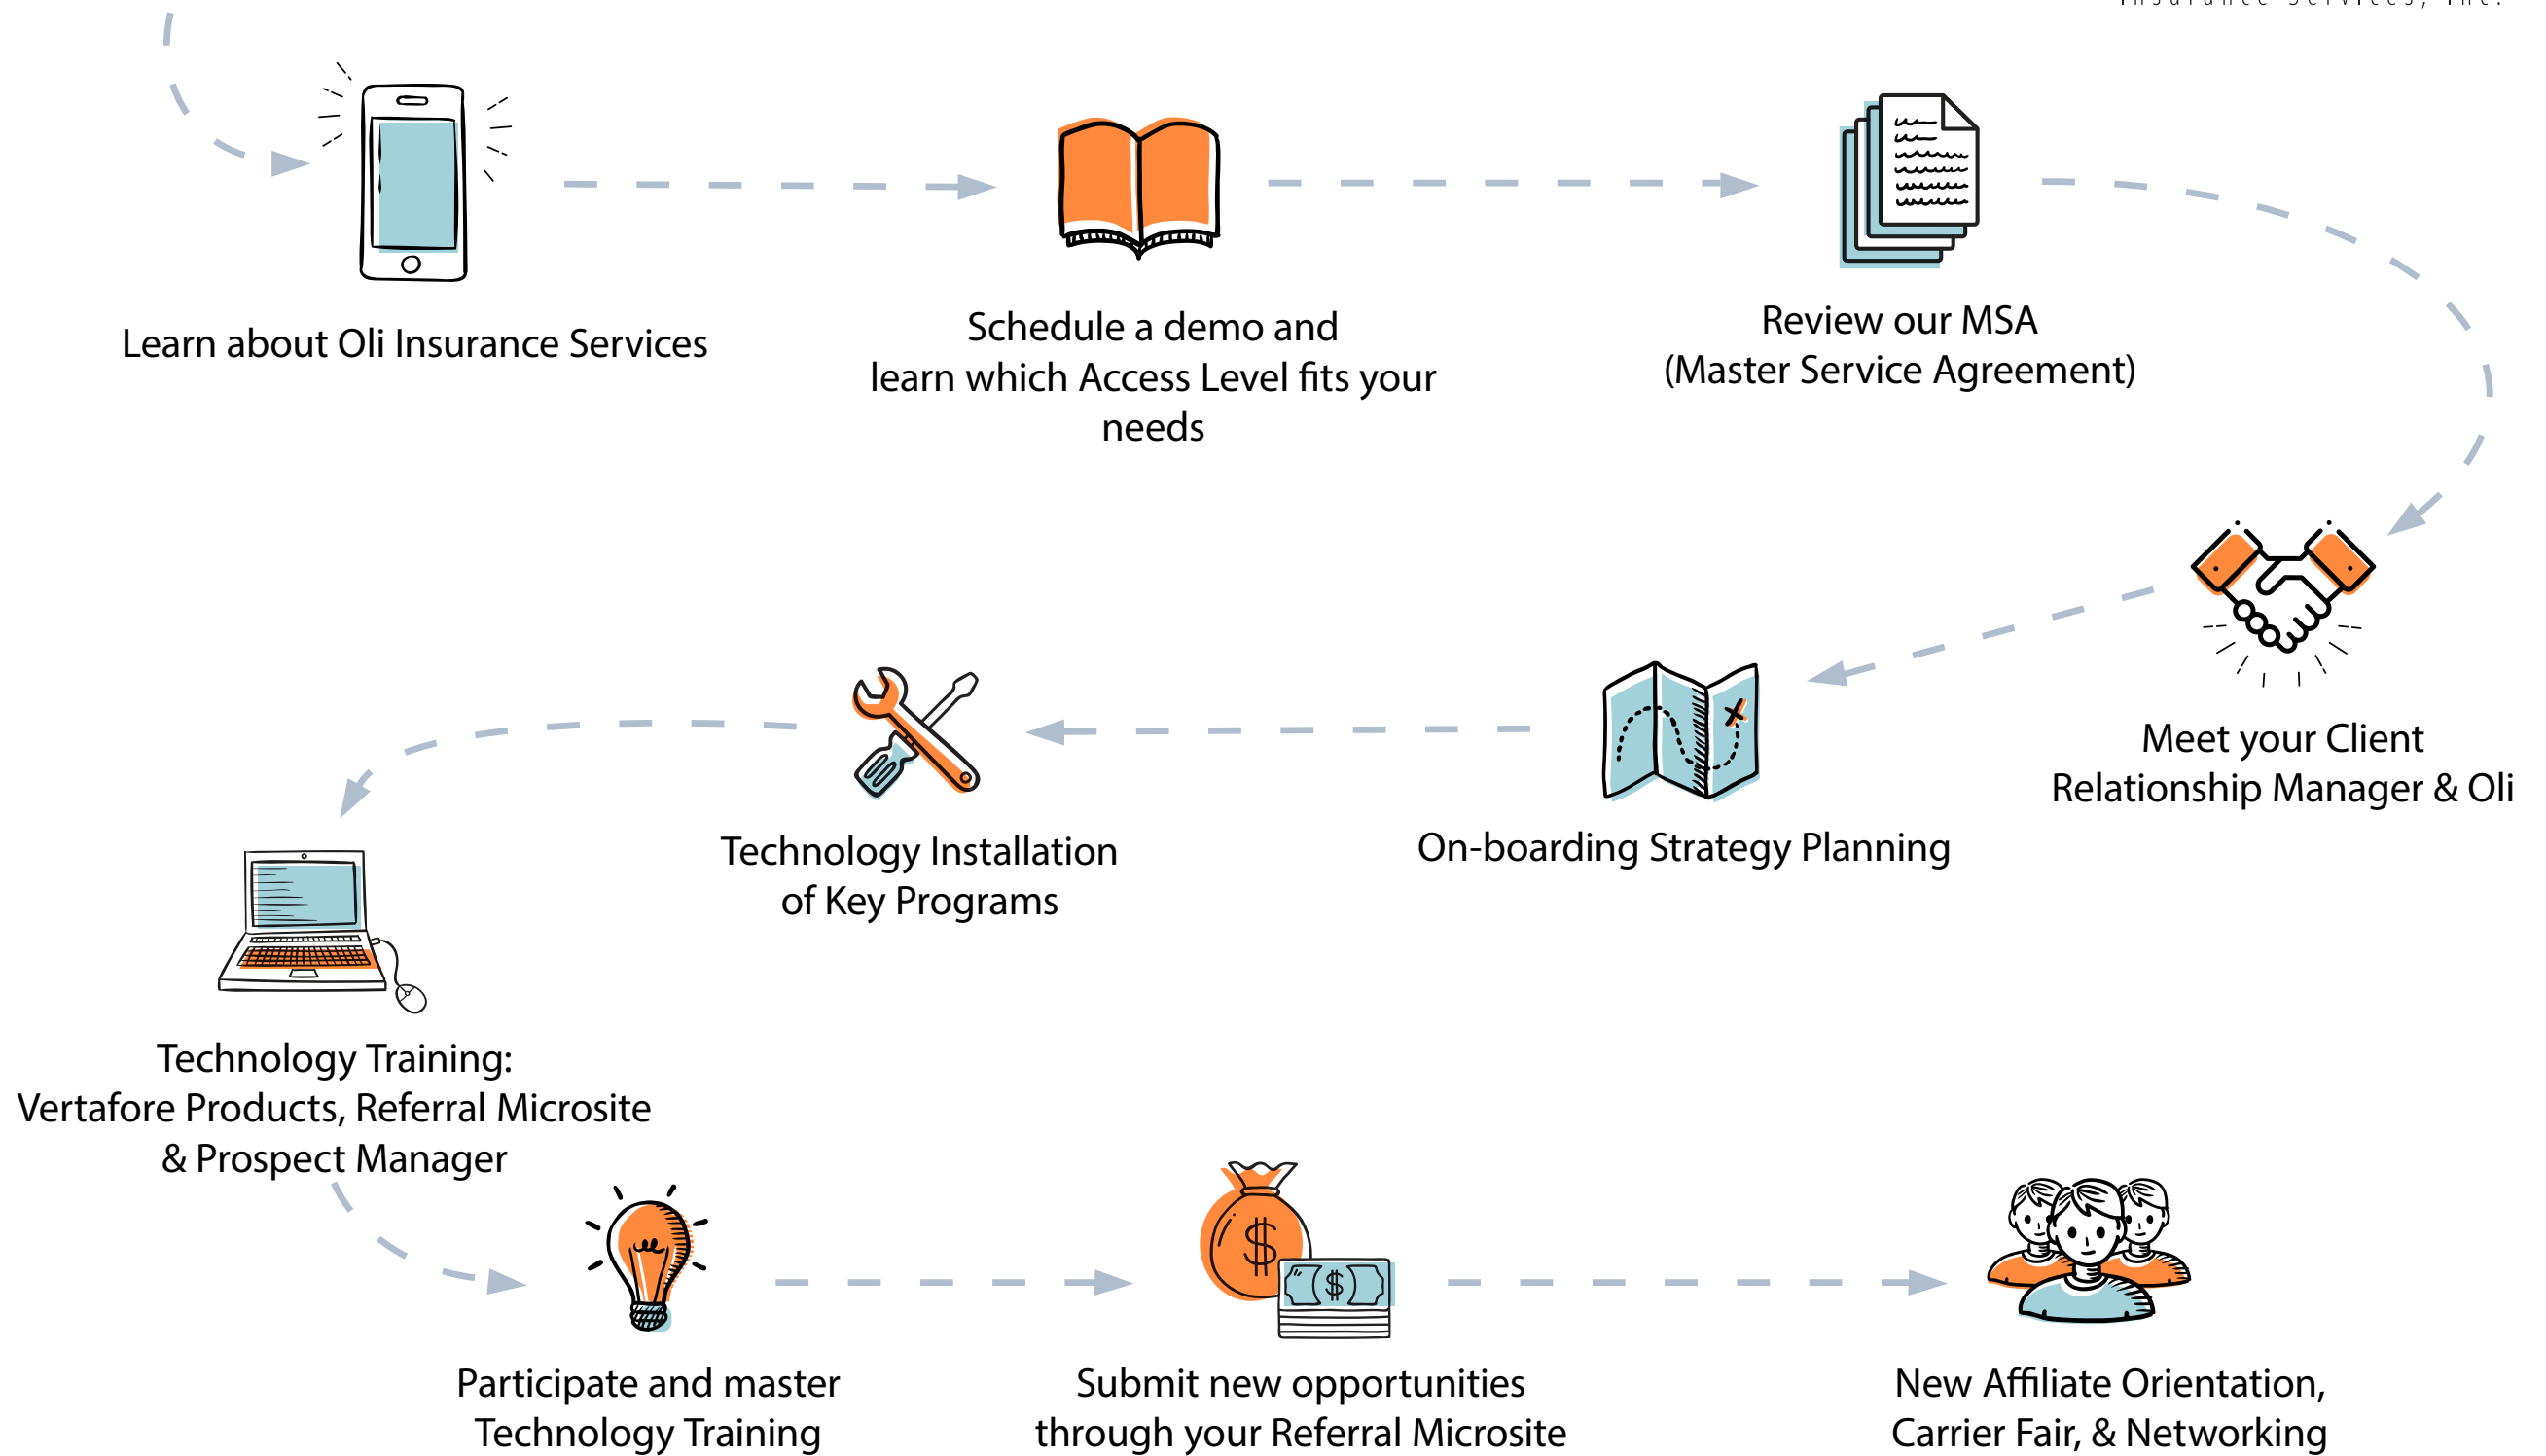 Insurance Services, Inc.
Learn about Oli Insurance Services
Schedule a demo and
learn which Access Level fits your
needs
Review our MSA
(Master Service Agreement)
Meet your Client
Relationship Manager & Oli
On-boarding Strategy Planning
Technology Installation
of Key Programs
Technology Training:
Vertafore Products, Referral Microsite
& Prospect Manager
Participate and master
Technology Training
Submit new opportunities
through your Referral Microsite
New Affiliate Orientation,
Carrier Fair, & Networking